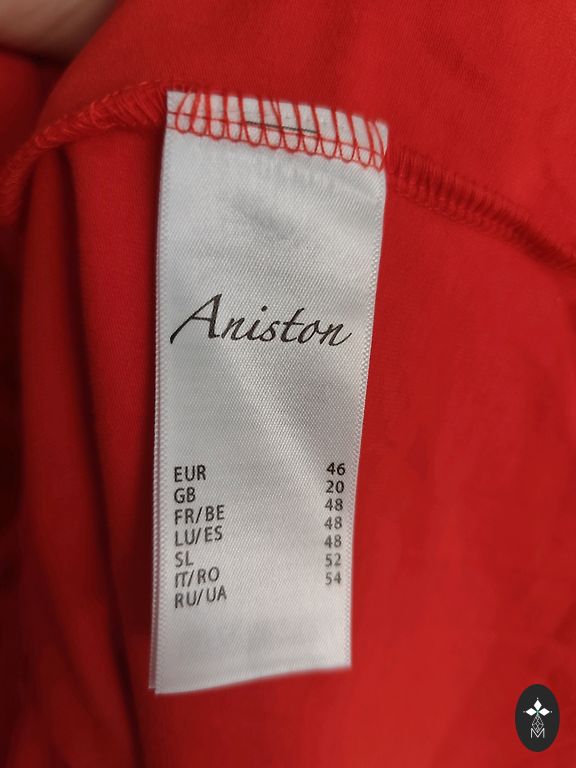 Aniston
EUR 46
GB 20
FR/BE 48
LU/ES 48
SL 48
IT/RO 52
RU/UA 54
M